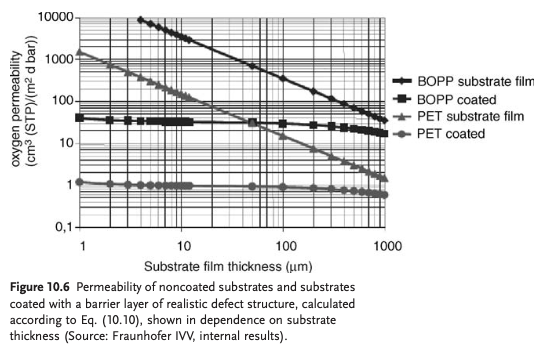 10000
1000
100
10
1
0,1
oxygen permeability
(cm³ (STP)/(m² d bar))
1
10
100
1000
Substrate film thickness (μm)
BOPP substrate film
BOPP coated
PET substrate film
PET coated
Figure 10.6 Permeability of noncoated substrates and substrates
coated with a barrier layer of realistic defect structure, calculated
according to Eq. (10.10), shown in dependence on substrate
thickness (Source: Fraunhofer IVV, internal results).